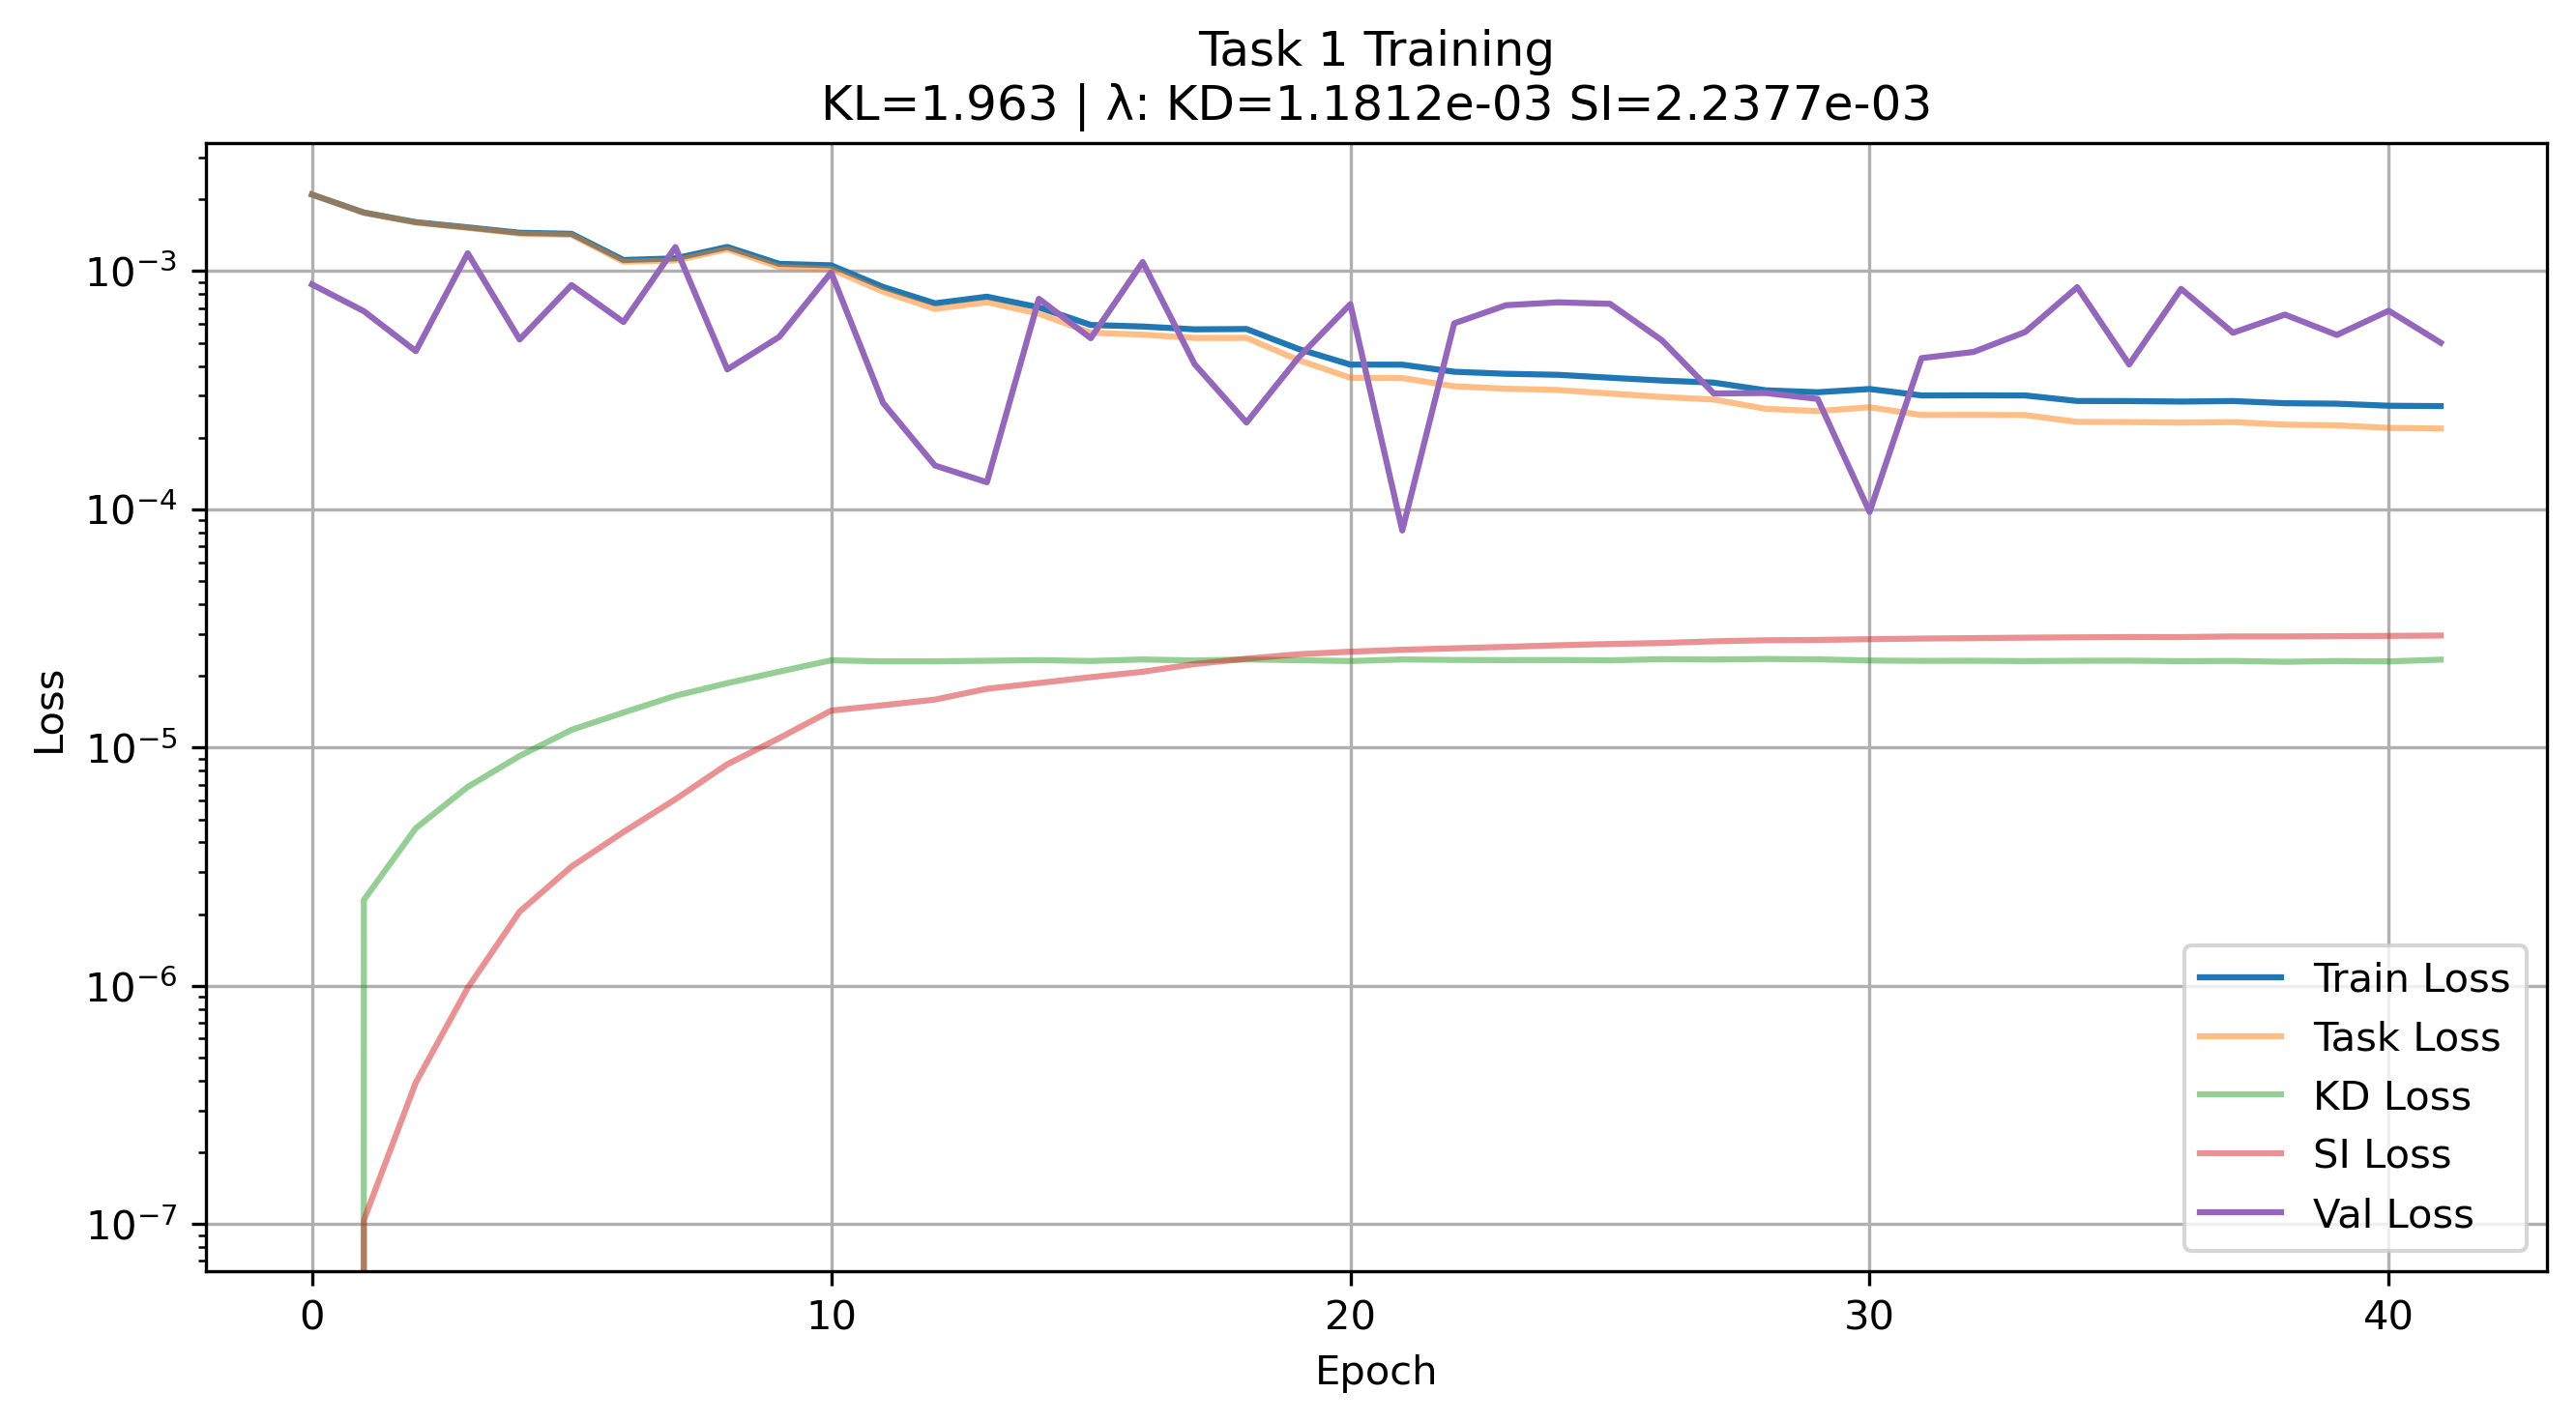 Task 1 Training
KL=1.963 | λ: KD=1.1812e-03 SI=2.2377e-03
Loss
10⁻³
10⁻⁴
10⁻⁵
10⁻⁶
10⁻⁷
Train Loss
Task Loss
KD Loss
SI Loss
Val Loss
0 10 20 30 40
Epoch